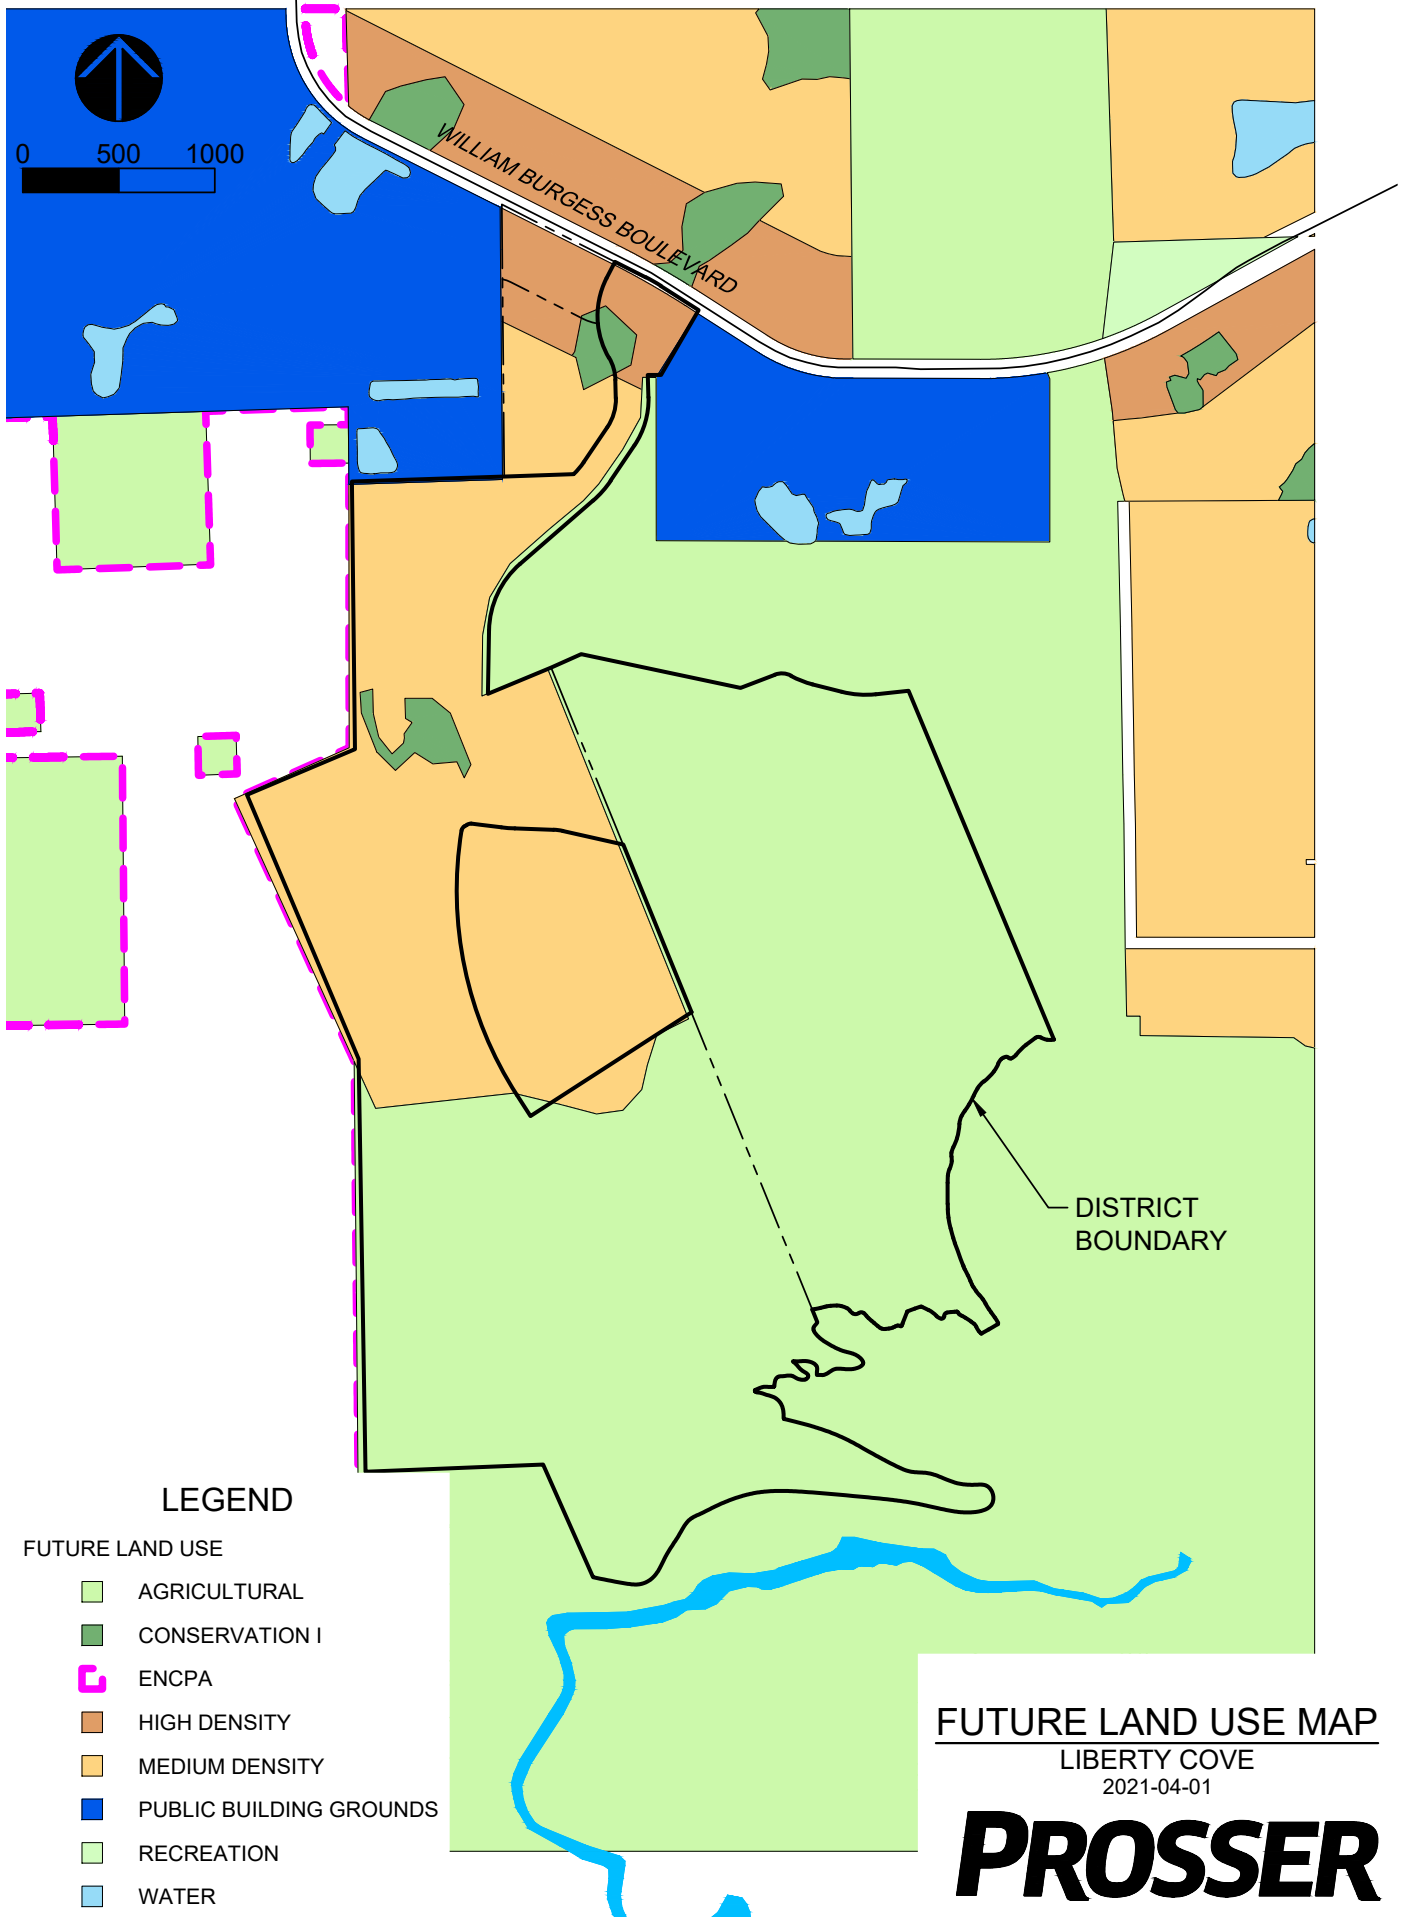 0 500 1000
WILLIAM BURGESS BOULEVARD
DISTRICT
BOUNDARY
LEGEND
FUTURE LAND USE
AGRICULTURAL
CONSERVATION I
ENCPA
HIGH DENSITY
MEDIUM DENSITY
PUBLIC BUILDING GROUNDS
RECREATION
WATER
FUTURE LAND USE MAP
LIBERTY COVE
2021-04-01
PROSSER